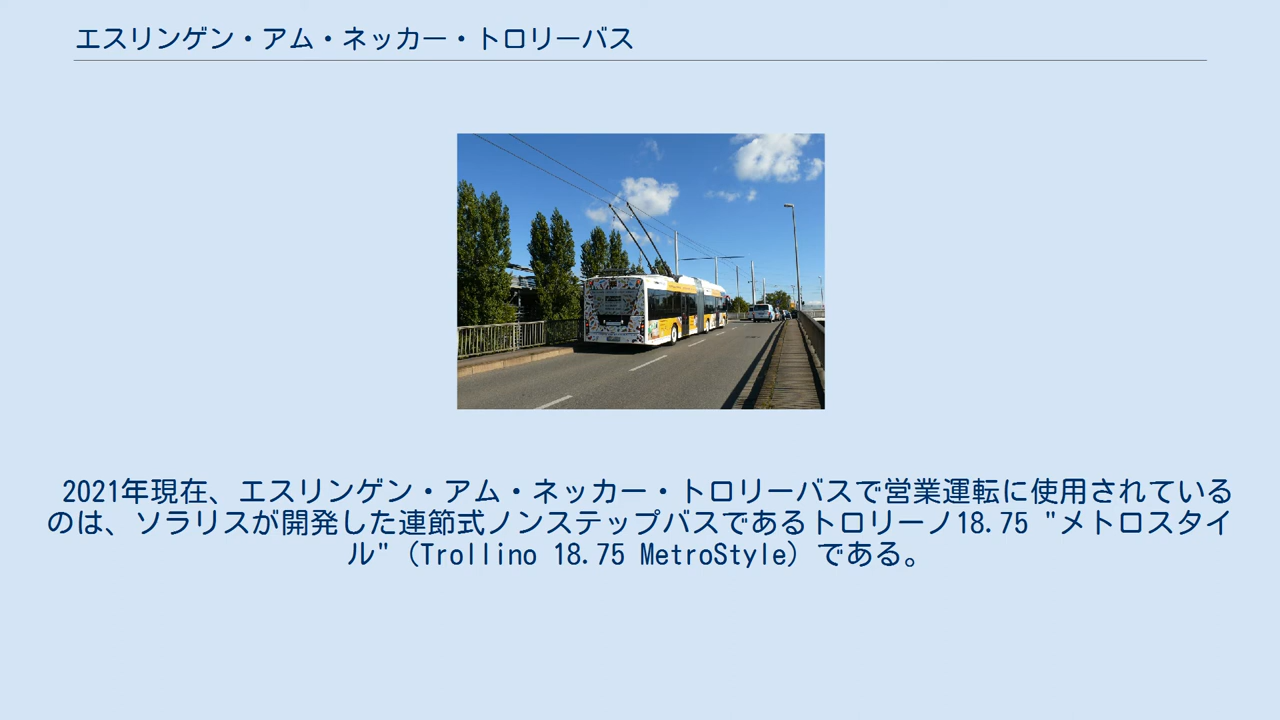 エスリンゲン・アム・ネッカー・トロリーバス
2021年現在、エスリンゲン・アム・ネッカー・トロリーバスで営業運転に使用されている
のは、ソラリスが開発した連節式ノンステップバスであるトロリーノ18.75 "メトロスタイ
ル"（Trollino 18.75 MetroStyle）である。